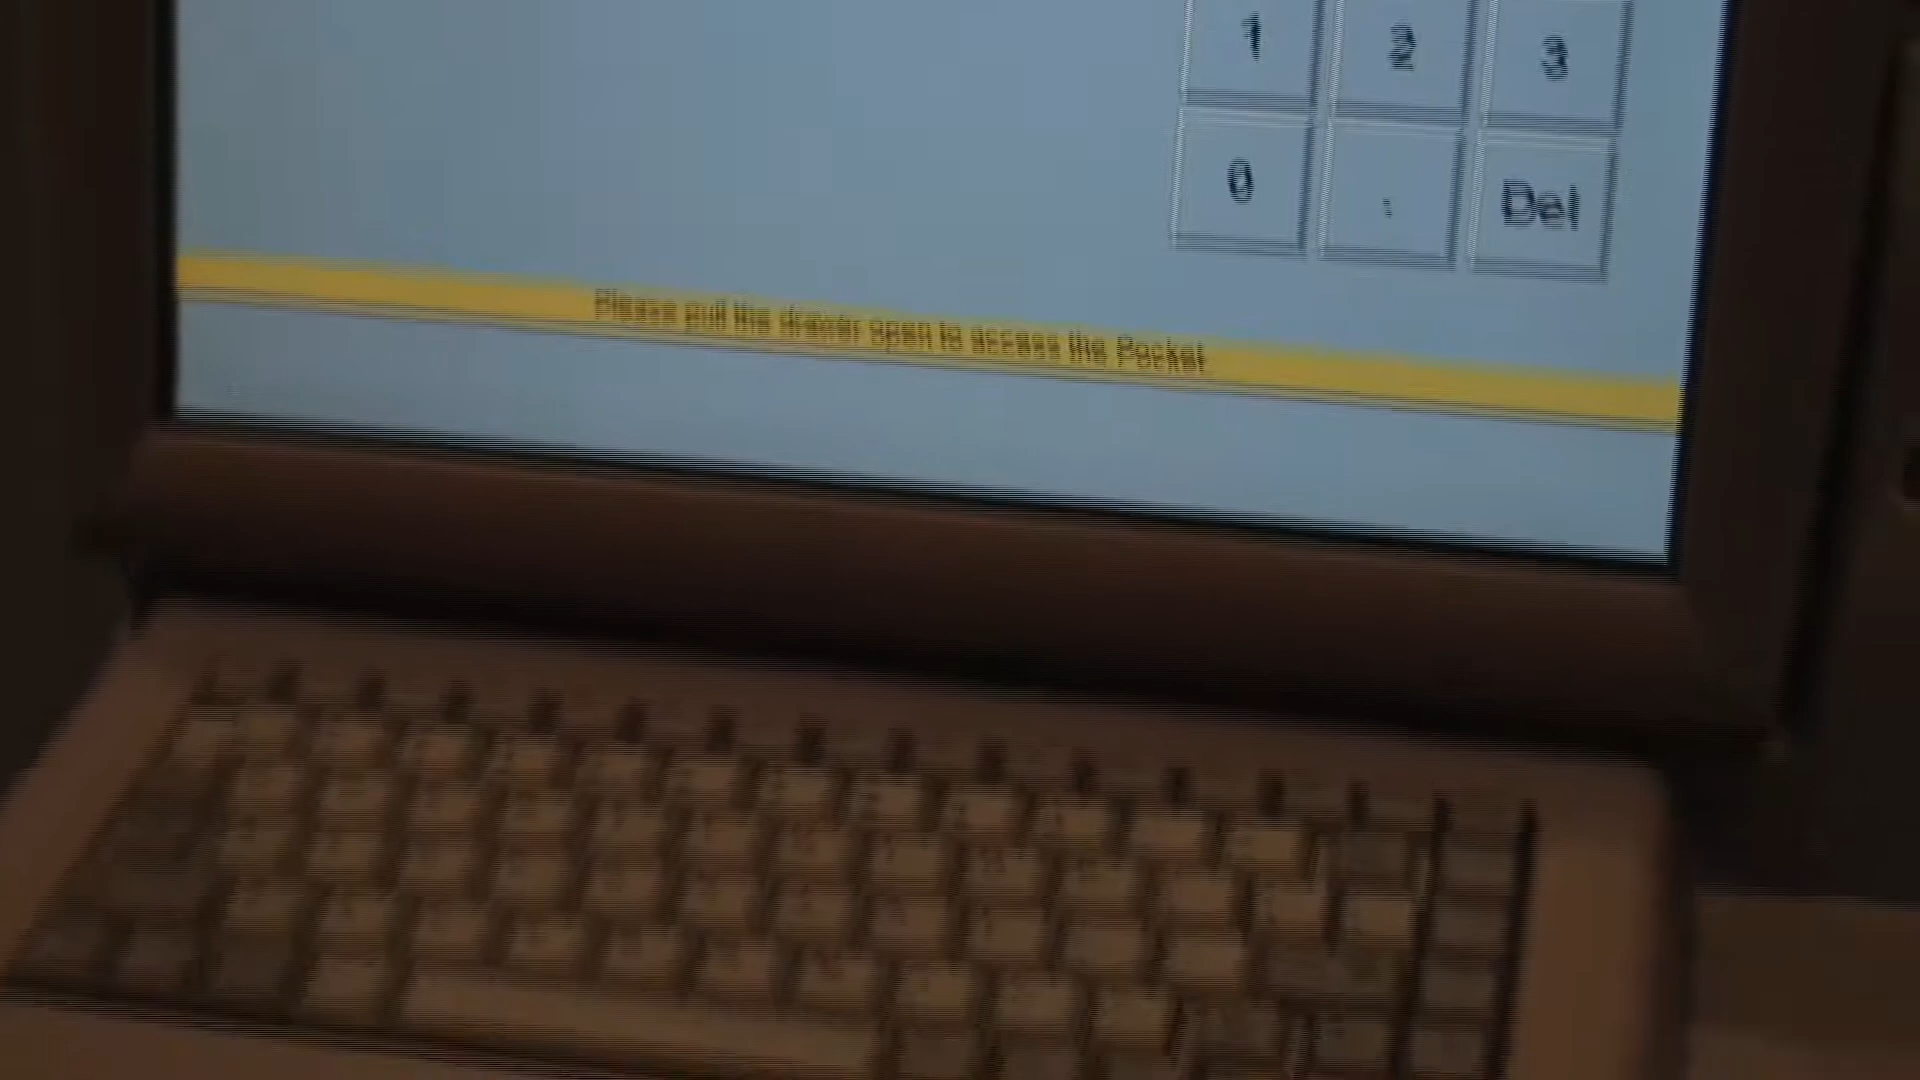 1 2 3
0 . Del
Please pull the drawer open to access the Pocket